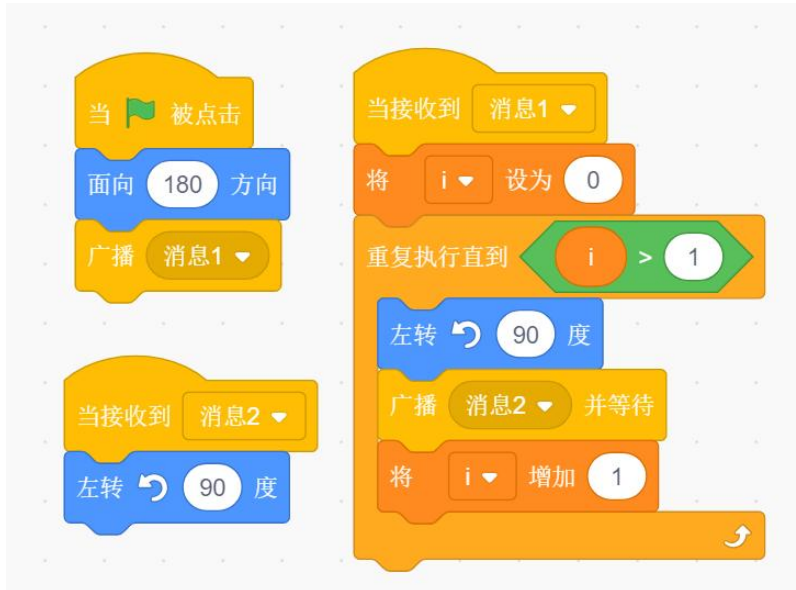 当 被点击
面向 180 方向
广播 消息1
当接收到 消息2
左转 90 度
当接收到 消息1
将 i 设为 0
重复执行直到 i > 1
左转 90 度
广播 消息2 并等待
将 i 增加 1